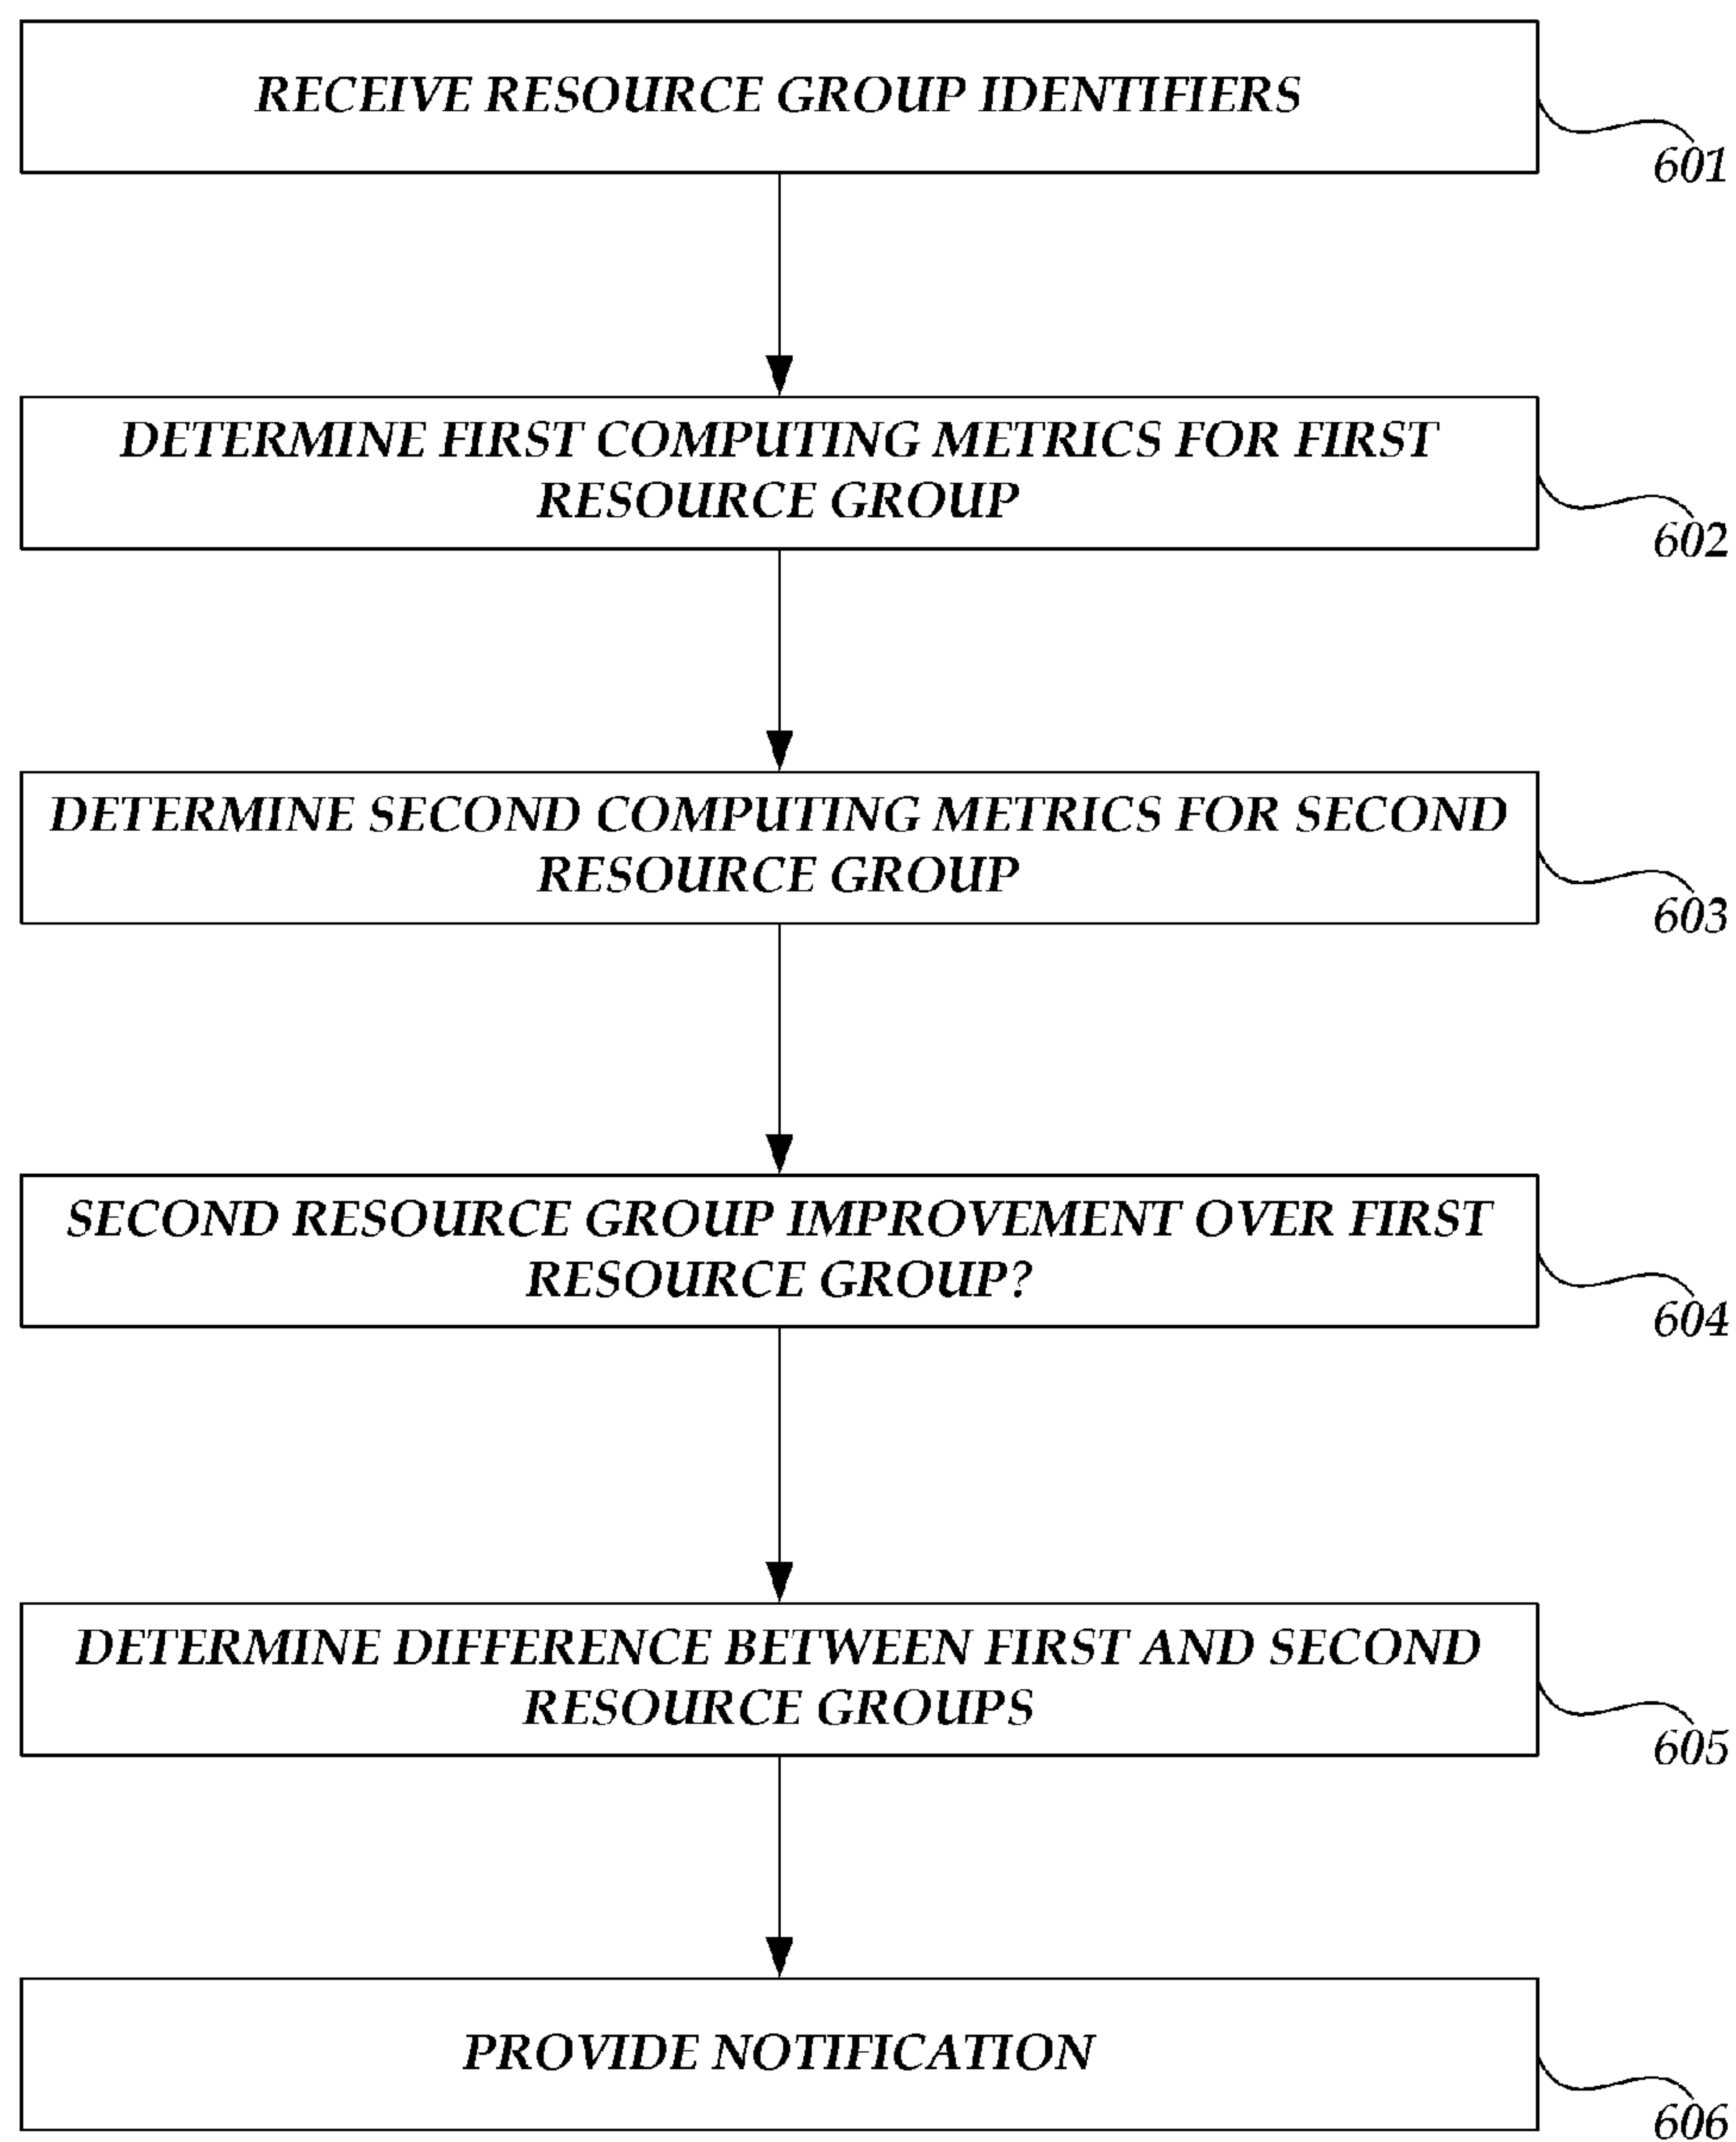 RECEIVE RESOURCE GROUP IDENTIFIERS
601
DETERMINE FIRST COMPUTING METRICS FOR FIRST
RESOURCE GROUP
602
DETERMINE SECOND COMPUTING METRICS FOR SECOND
RESOURCE GROUP
603
SECOND RESOURCE GROUP IMPROVEMENT OVER FIRST
RESOURCE GROUP?
604
DETERMINE DIFFERENCE BETWEEN FIRST AND SECOND
RESOURCE GROUPS
605
PROVIDE NOTIFICATION
606